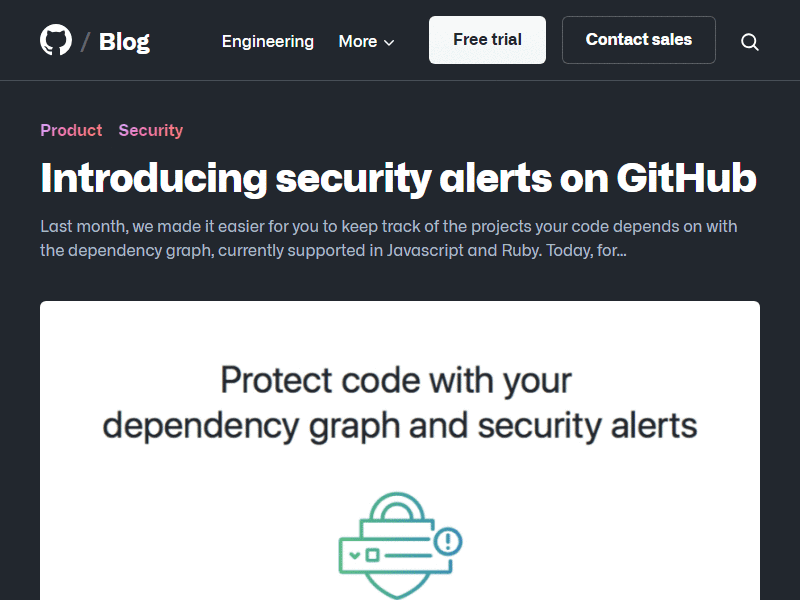 / Blog
Engineering
More
Free trial
Contact sales
Product Security
Introducing security alerts on GitHub
Last month, we made it easier for you to keep track of the projects your code depends on with
the dependency graph, currently supported in Javascript and Ruby. Today, for...
Protect code with your
dependency graph and security alerts